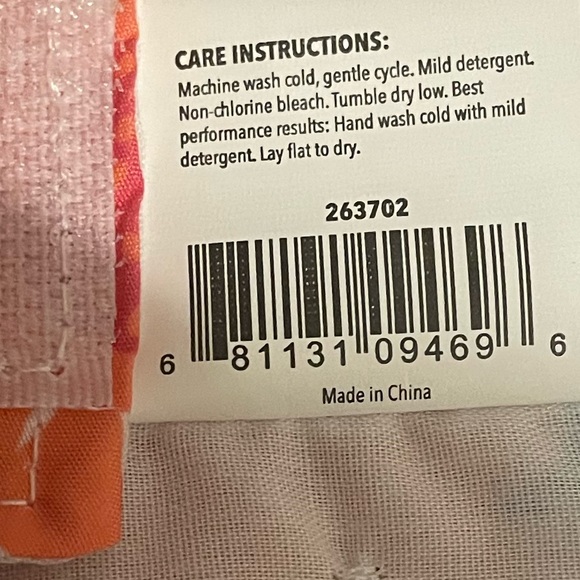 CARE INSTRUCTIONS:
Machine wash cold, gentle cycle. Mild detergent.
Non-chlorine bleach. Tumble dry low. Best
performance results: Hand wash cold with mild
detergent. Lay flat to dry.
263702
6 81131 09469 6
Made in China